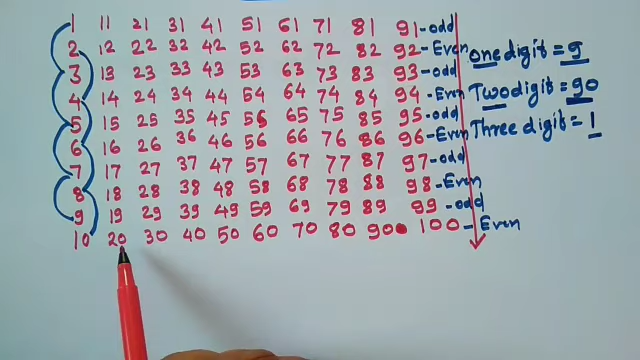 1 11 21 31 41 51 61 71 81 91-odd
2 12 22 32 42 52 62 72 82 92-Even
3 13 23 33 43 53 63 73 83 93-odd
4 14 24 34 44 54 64 74 84 94-Even
5 15 25 35 45 55 65 75 85 95-odd
6 16 26 36 46 56 66 76 86 96-Even
7 17 27 37 47 57 67 77 87 97-odd
8 18 28 38 48 58 68 78 88 98-Even
9 19 29 39 49 59 69 79 89 99-odd
10 20 30 40 50 60 70 80 90 100-Even
one digit = 9
Two digit = 90
Three digit = 1